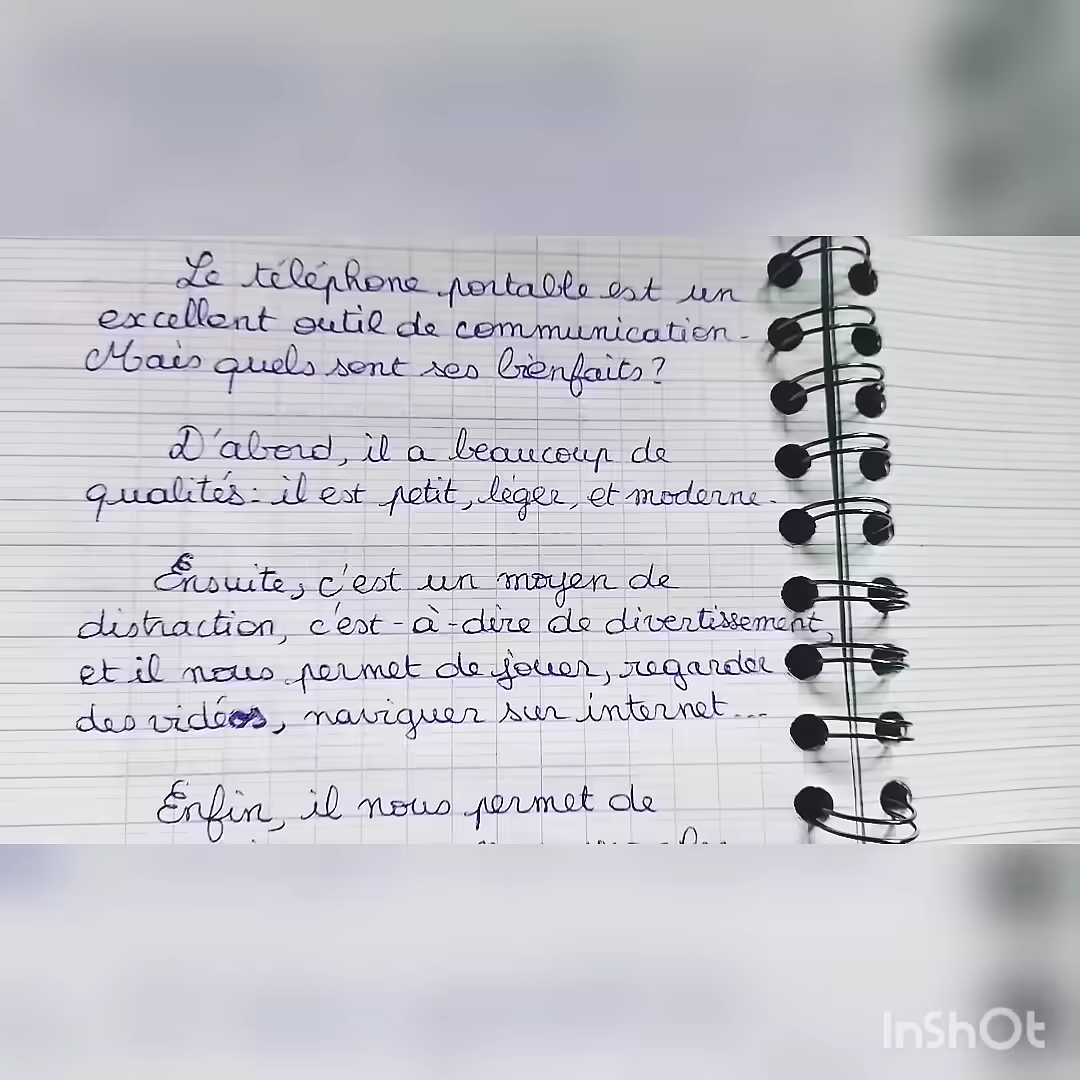 Le téléphone portable est un
excellent outil de communication.
Mais quels sont ses bienfaits?
D'abord, il a beaucoup de
qualités: il est petit, léger, et moderne.
Ensuite, c'est un moyen de
distraction, c'est-à-dire de divertissement,
et il nous permet de jouer, regarder
des vidéos, naviguer sur internet...
Enfin, il nous permet de
InShOt